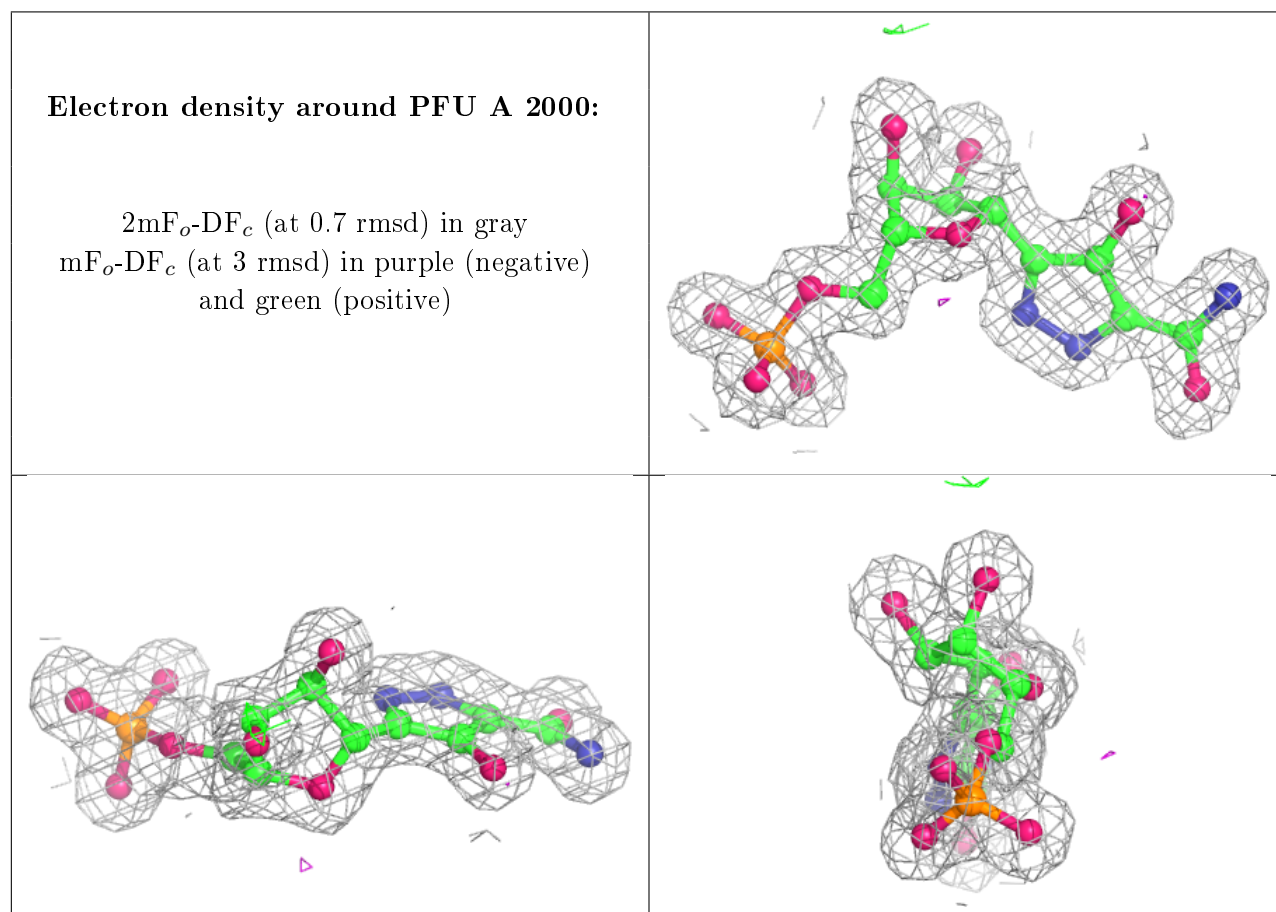 Electron density around PFU A 2000:
2mFₒ-DF𝒸 (at 0.7 rmsd) in gray
mFₒ-DF𝒸 (at 3 rmsd) in purple (negative)
and green (positive)